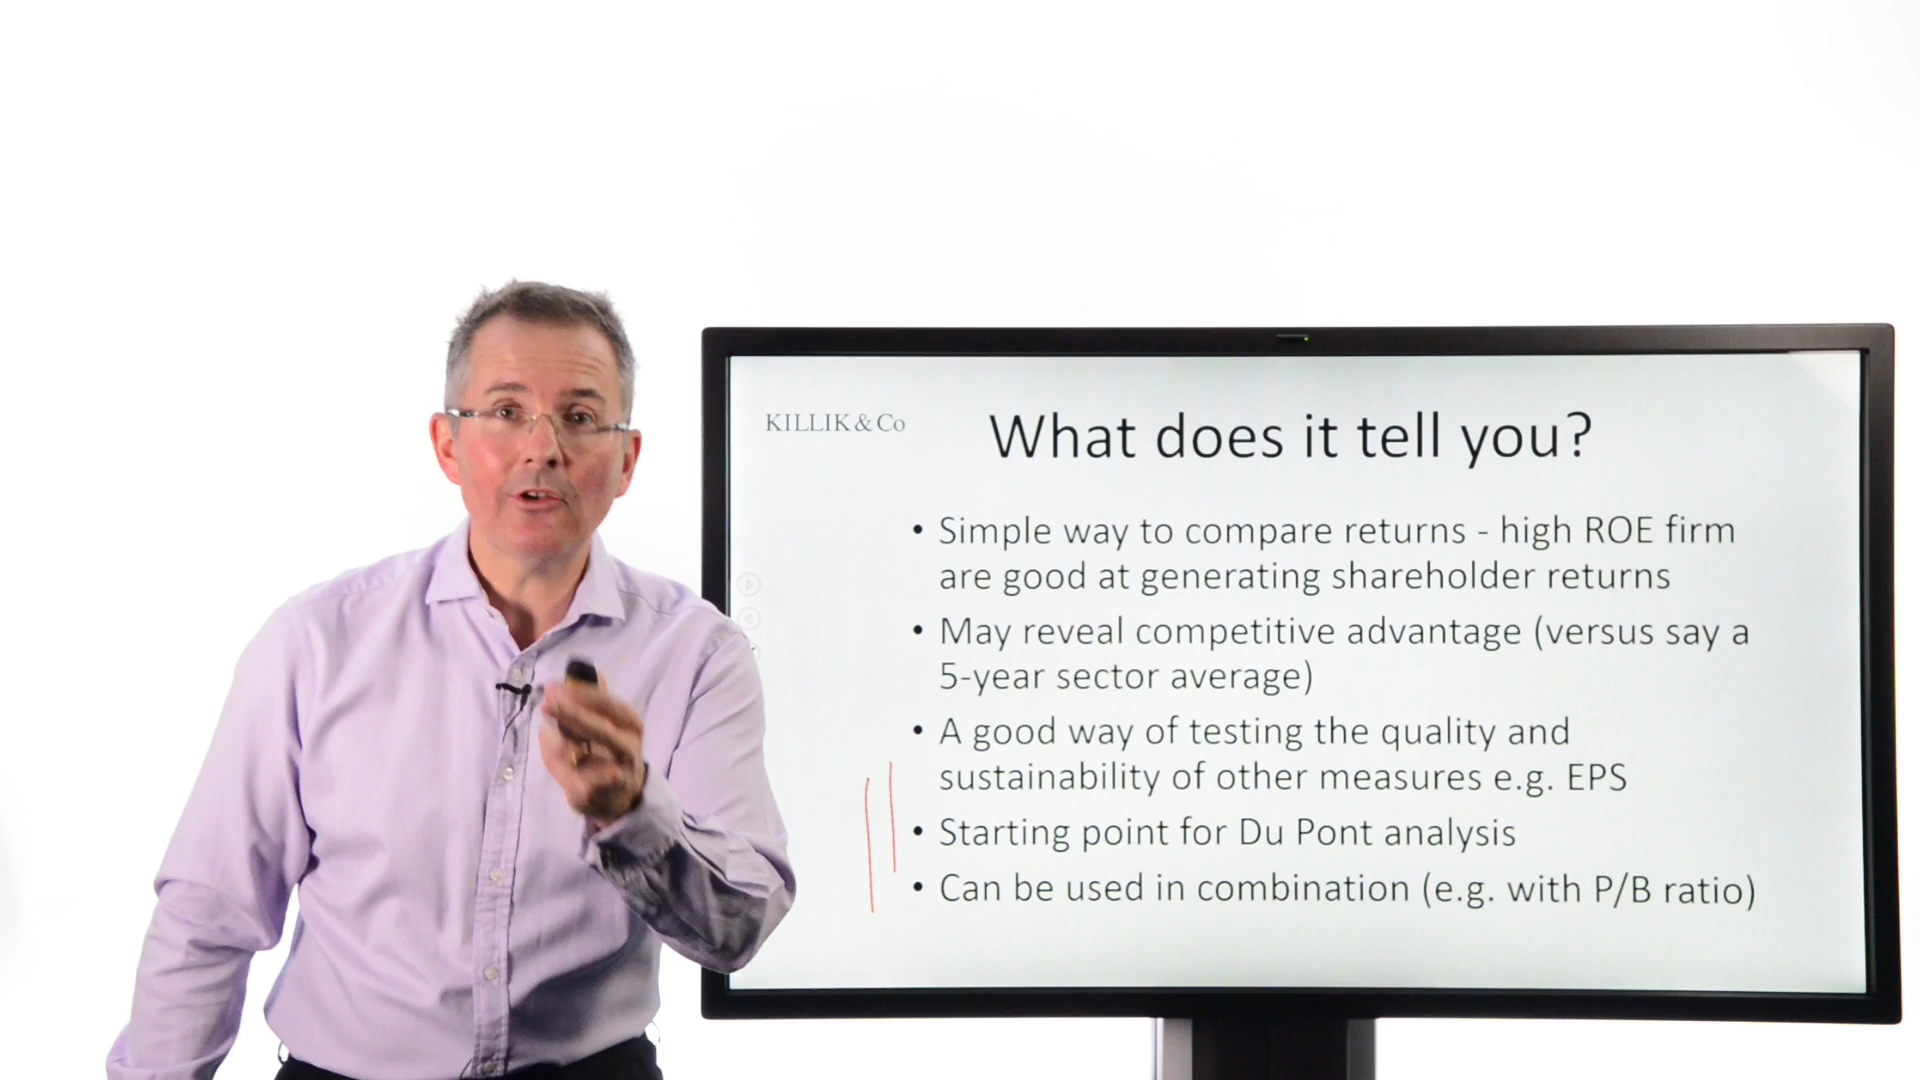 KILLIK & Co
What does it tell you?
• Simple way to compare returns - high ROE firm
are good at generating shareholder returns
• May reveal competitive advantage (versus say a
5-year sector average)
• A good way of testing the quality and
sustainability of other measures e.g. EPS
• Starting point for Du Pont analysis
• Can be used in combination (e.g. with P/B ratio)